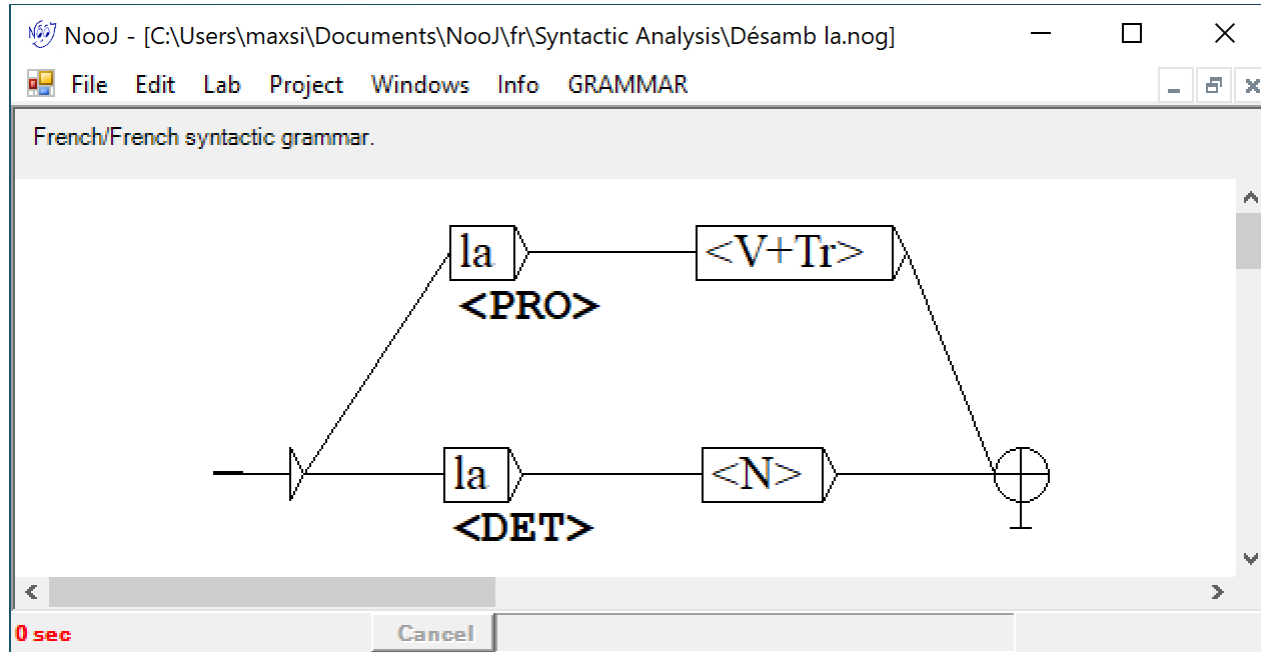 NooJ - [C:\Users\maxsi\Documents\NooJ\fr\Syntactic Analysis\Désamb la.nog]
File Edit Lab Project Windows Info GRAMMAR
French/French syntactic grammar.
la <V+Tr>
<PRO>
la <N>
<DET>
0 sec Cancel